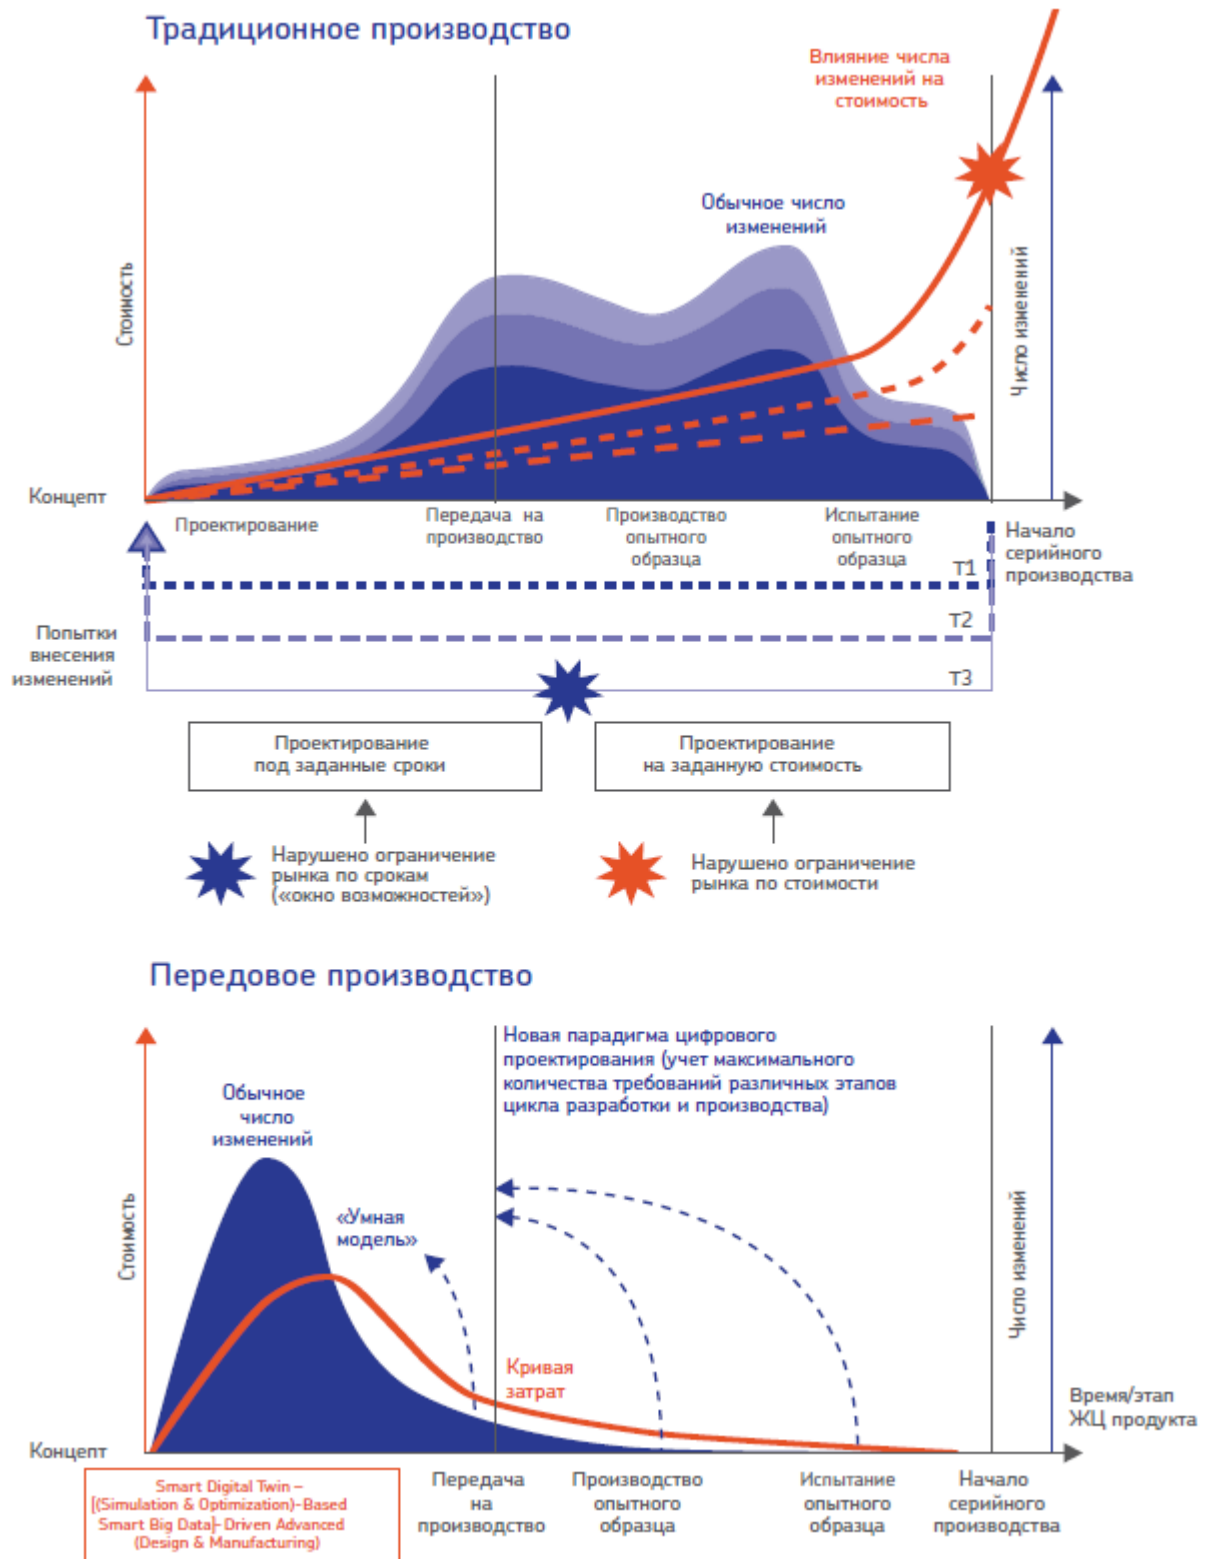 Традиционное производство
Влияние числа
изменений на
стоимость
Обычное число
изменений
Стоимость
Число изменений
Концепт
Проектирование
Передача на
производство
Производство
опытного
образца
Испытание
опытного
образца
Начало
серийного
производства
T1
T2
T3
Попытки
внесения
изменений
Проектирование
под заданные сроки
Проектирование
на заданную стоимость
Нарушено ограничение
рынка по срокам
(«окно возможностей»)
Нарушено ограничение
рынка по стоимости
Передовое производство
Новая парадигма цифрового
проектирования (учет максимального
количества требований различных этапов
цикла разработки и производства)
Обычное
число
изменений
«Умная
модель»
Стоимость
Число изменений
Кривая
затрат
Время/этап
ЖЦ продукта
Концепт
Smart Digital Twin –
[(Simulation & Optimization)-Based
Smart Big Data]-Driven Advanced
(Design & Manufacturing)
Передача
на
производство
Производство
опытного
образца
Испытание
опытного
образца
Начало
серийного
производства